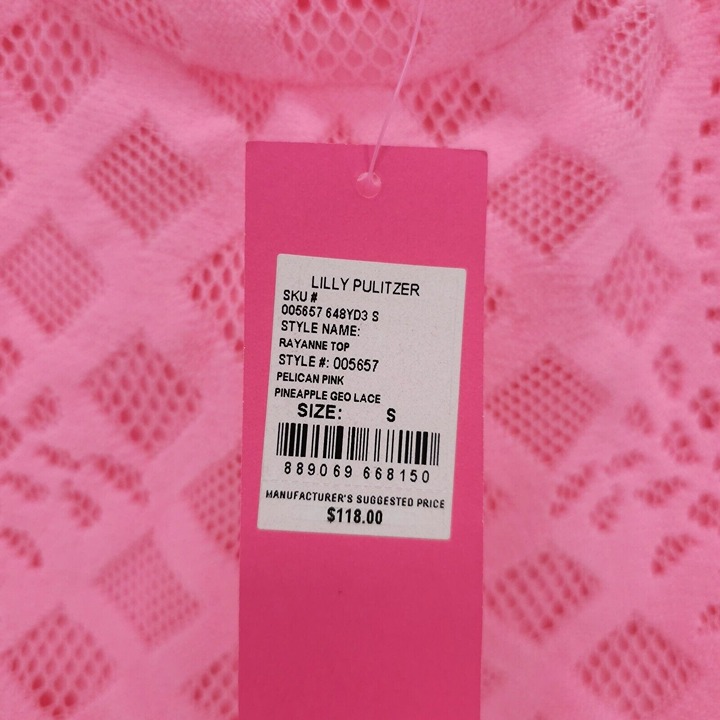 LILLY PULITZER
SKU #
005657 648YD3 S
STYLE NAME:
RAYANNE TOP
STYLE #: 005657
PELICAN PINK
PINEAPPLE GEO LACE
SIZE: S
889069 668150
MANUFACTURER'S SUGGESTED PRICE
$118.00